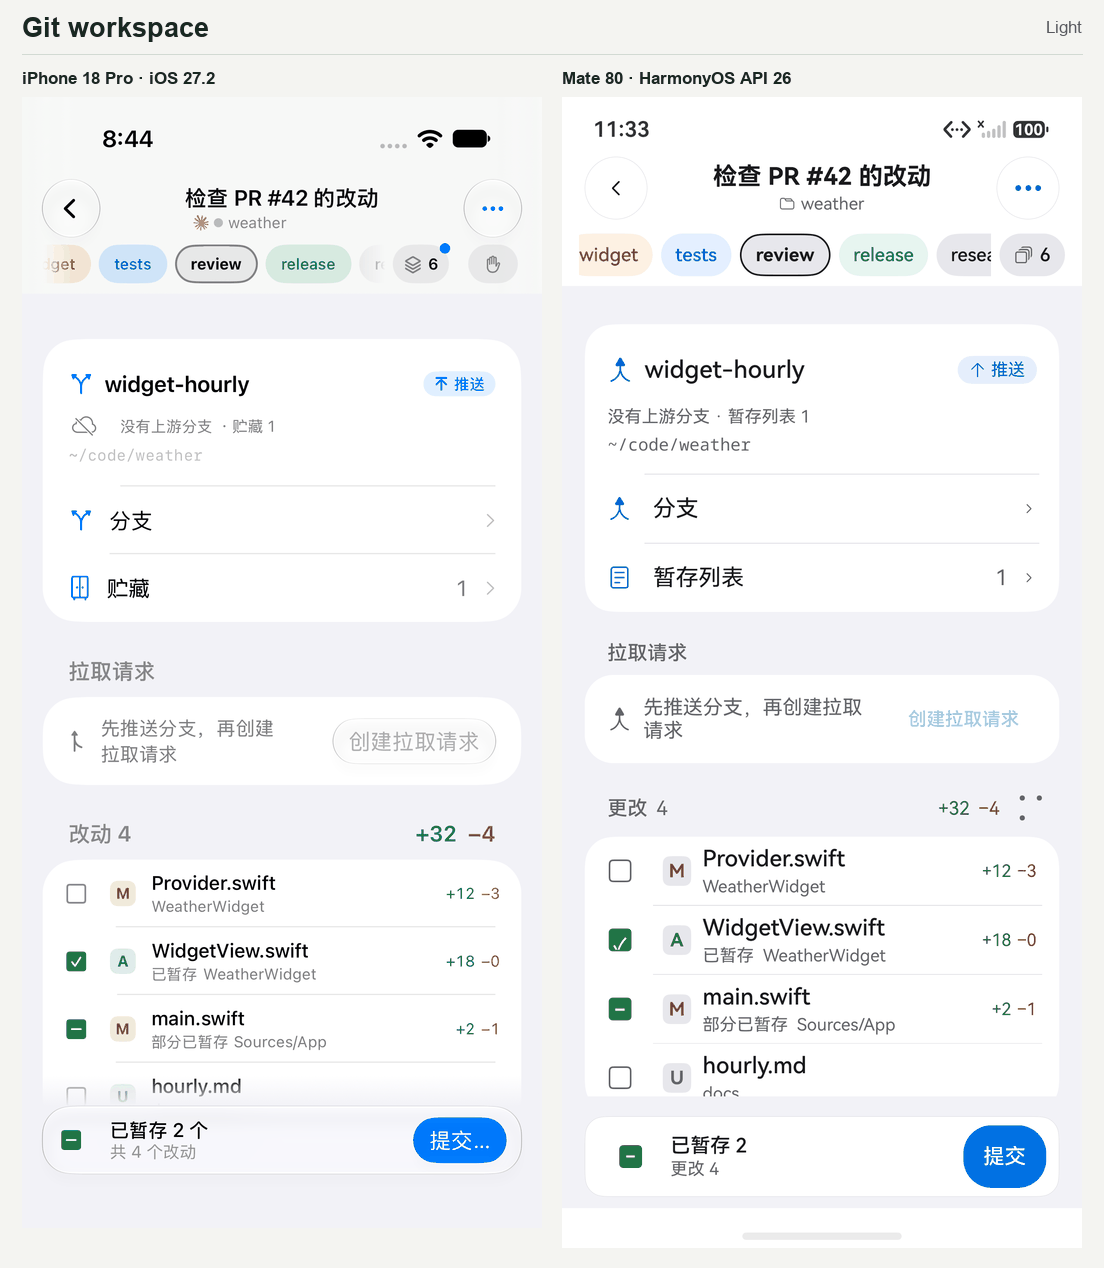 Git workspace
Light
iPhone 18 Pro · iOS 27.2
8:44
检查 PR #42 的改动
weather
dget
tests
review
release
6
widget-hourly
推送
没有上游分支 · 贮藏 1
~/code/weather
分支
贮藏
1
拉取请求
先推送分支，再创建
拉取请求
创建拉取请求
改动 4
+32 −4
M
Provider.swift
WeatherWidget
+12 −3
A
WidgetView.swift
已暂存 WeatherWidget
+18 −0
M
main.swift
部分已暂存 Sources/App
+2 −1
U
hourly.md
已暂存 2 个
共 4 个改动
提交...
Mate 80 · HarmonyOS API 26
11:33
100
检查 PR #42 的改动
weather
widget
tests
review
release
resea
6
widget-hourly
推送
没有上游分支 · 暂存列表 1
~/code/weather
分支
暂存列表
1
拉取请求
先推送分支，再创建拉取
请求
创建拉取请求
更改 4
+32 −4
M
Provider.swift
WeatherWidget
+12 −3
A
WidgetView.swift
已暂存 WeatherWidget
+18 −0
M
main.swift
部分已暂存 Sources/App
+2 −1
U
hourly.md
docs
已暂存 2
更改 4
提交